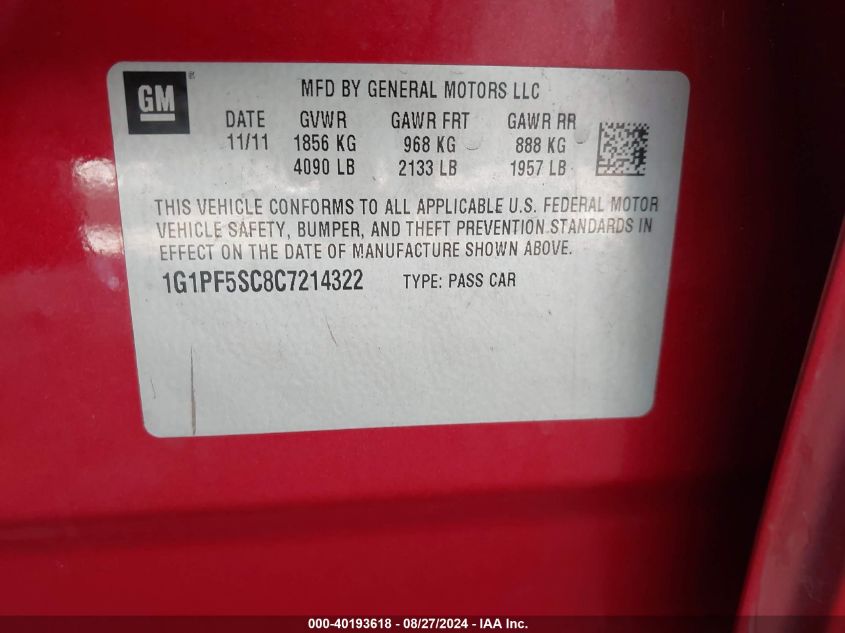 GM
MFD BY GENERAL MOTORS LLC
DATE GVWR GAWR FRT GAWR RR
11/11 1856 KG 968 KG 888 KG
4090 LB 2133 LB 1957 LB
THIS VEHICLE CONFORMS TO ALL APPLICABLE U.S. FEDERAL MOTOR
VEHICLE SAFETY, BUMPER, AND THEFT PREVENTION STANDARDS IN
EFFECT ON THE DATE OF MANUFACTURE SHOWN ABOVE.
1G1PF5SC8C7214322 TYPE: PASS CAR
000-40193618 - 08/27/2024 - IAA Inc.